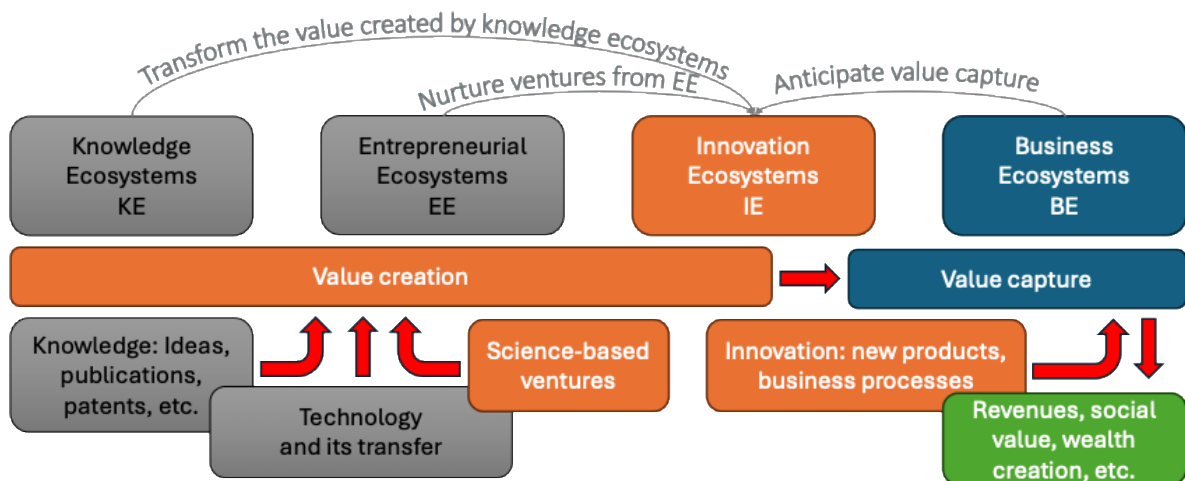 Transform the value created by knowledge ecosystems
Nurture ventures from EE
Anticipate value capture
Knowledge
Ecosystems
KE
Entrepreneurial
Ecosystems
EE
Innovation
Ecosystems
IE
Business
Ecosystems
BE
Value creation
Value capture
Knowledge: Ideas,
publications,
patents, etc.
Technology
and its transfer
Science-based
ventures
Innovation: new products,
business processes
Revenues, social
value, wealth
creation, etc.